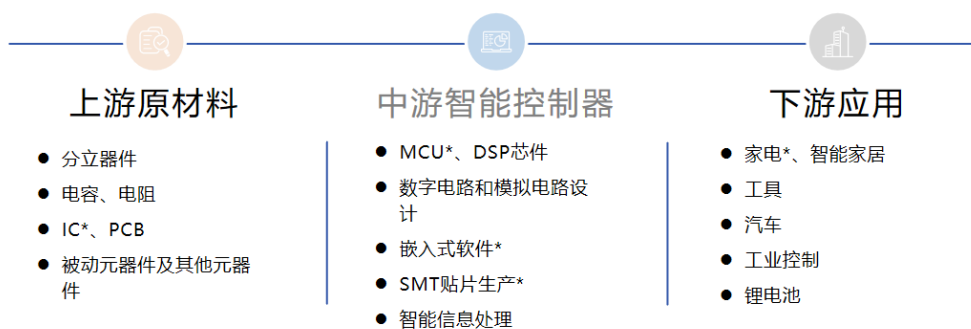 上游原材料
● 分立器件
● 电容、电阻
● IC*、PCB
● 被动元器件及其他元器
件
中游智能控制器
● MCU*、DSP芯件
● 数字电路和模拟电路设
计
● 嵌入式软件*
● SMT贴片生产*
● 智能信息处理
下游应用
● 家电*、智能家居
● 工具
● 汽车
● 工业控制
● 锂电池